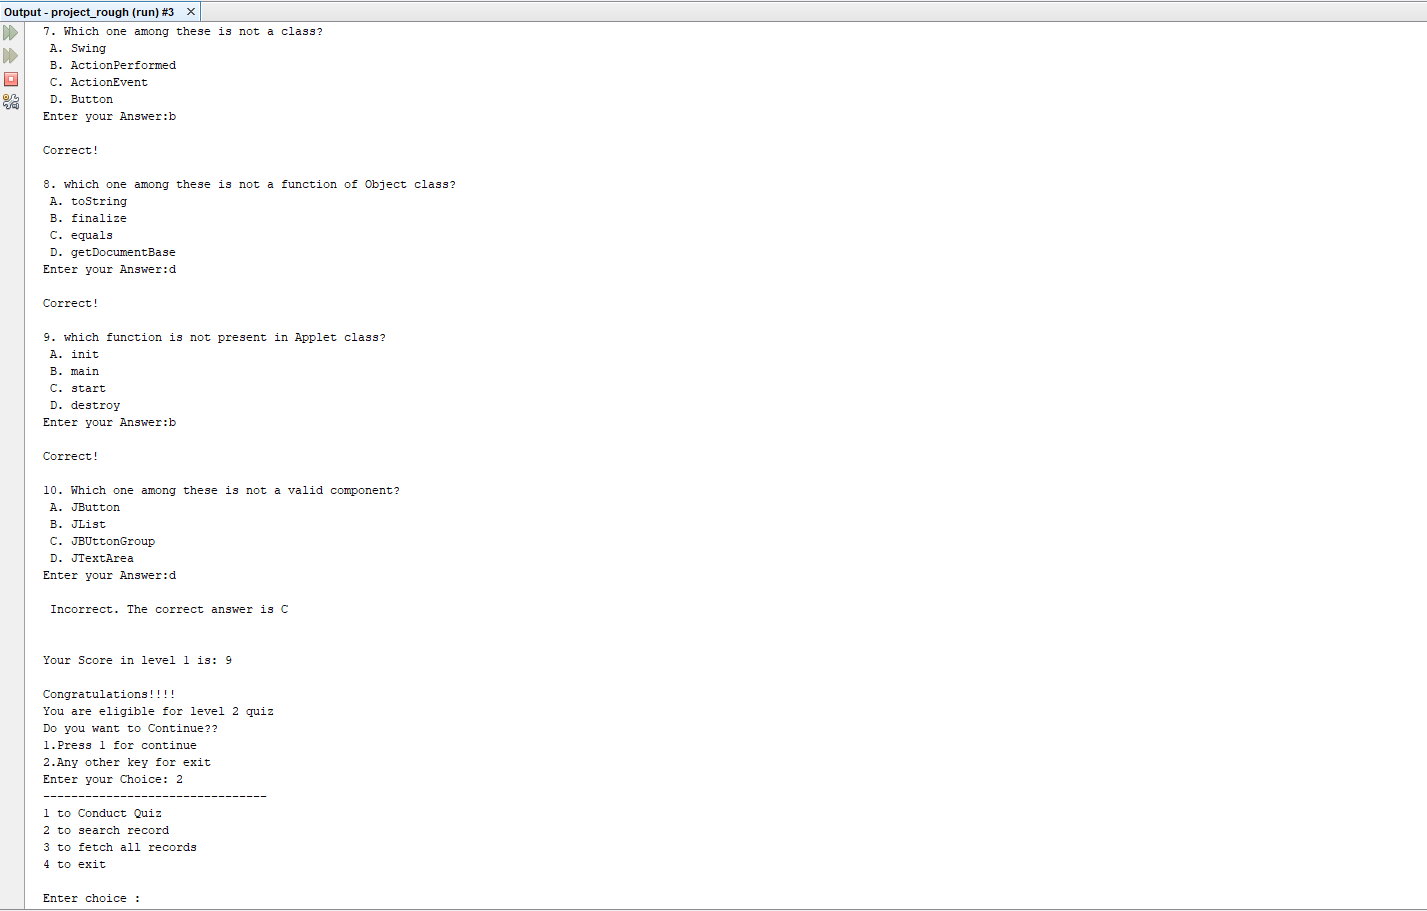 Output - project_rough (run) #3
7. Which one among these is not a class?
A. Swing
B. ActionPerformed
C. ActionEvent
D. Button
Enter your Answer:b
Correct!
8. which one among these is not a function of Object class?
A. toString
B. finalize
C. equals
D. getDocumentBase
Enter your Answer:d
Correct!
9. which function is not present in Applet class?
A. init
B. main
C. start
D. destroy
Enter your Answer:b
Correct!
10. Which one among these is not a valid component?
A. JButton
B. JList
C. JBUttonGroup
D. JTextArea
Enter your Answer:d
Incorrect. The correct answer is C
Your Score in level 1 is: 9
Congratulations!!!!
You are eligible for level 2 quiz
Do you want to Continue??
1.Press 1 for continue
2.Any other key for exit
Enter your Choice: 2
--------------------------------
1 to Conduct Quiz
2 to search record
3 to fetch all records
4 to exit
Enter choice :